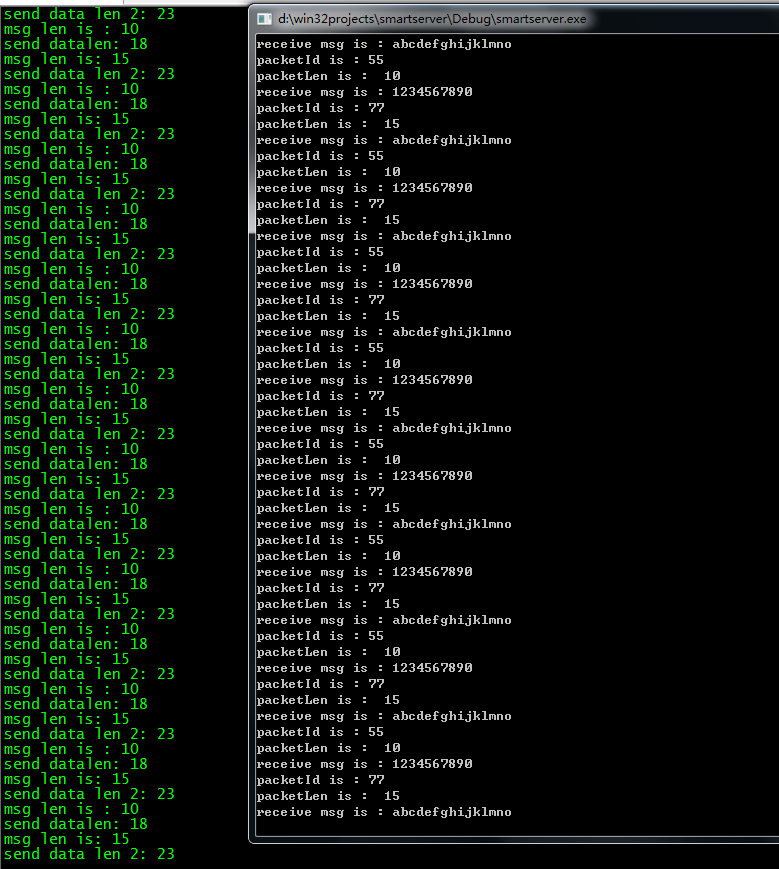 send data len 2: 23
msg len is : 10
send datalen: 18
msg len is: 15
send data len 2: 23
msg len is : 10
send datalen: 18
msg len is: 15
send data len 2: 23
msg len is : 10
send datalen: 18
msg len is: 15
send data len 2: 23
msg len is : 10
send datalen: 18
msg len is: 15
send data len 2: 23
msg len is : 10
send datalen: 18
msg len is: 15
send data len 2: 23
msg len is : 10
send datalen: 18
msg len is: 15
send data len 2: 23
msg len is : 10
send datalen: 18
msg len is: 15
send data len 2: 23
msg len is : 10
send datalen: 18
msg len is: 15
send data len 2: 23
msg len is : 10
send datalen: 18
msg len is: 15
send data len 2: 23
msg len is : 10
send datalen: 18
msg len is: 15
send data len 2: 23
msg len is : 10
send datalen: 18
msg len is: 15
send data len 2: 23
msg len is : 10
send datalen: 18
msg len is: 15
send data len 2: 23
msg len is : 10
send datalen: 18
msg len is: 15
send data len 2: 23
msg len is : 10
send datalen: 18
msg len is: 15
send data len 2: 23
d:\win32projects\smartserver\Debug\smartserver.exe
receive msg is : abcdefghijklmno
packetId is : 55
packetLen is :  10
receive msg is : 1234567890
packetId is : 77
packetLen is :  15
receive msg is : abcdefghijklmno
packetId is : 55
packetLen is :  10
receive msg is : 1234567890
packetId is : 77
packetLen is :  15
receive msg is : abcdefghijklmno
packetId is : 55
packetLen is :  10
receive msg is : 1234567890
packetId is : 77
packetLen is :  15
receive msg is : abcdefghijklmno
packetId is : 55
packetLen is :  10
receive msg is : 1234567890
packetId is : 77
packetLen is :  15
receive msg is : abcdefghijklmno
packetId is : 55
packetLen is :  10
receive msg is : 1234567890
packetId is : 77
packetLen is :  15
receive msg is : abcdefghijklmno
packetId is : 55
packetLen is :  10
receive msg is : 1234567890
packetId is : 77
packetLen is :  15
receive msg is : abcdefghijklmno
packetId is : 55
packetLen is :  10
receive msg is : 1234567890
packetId is : 77
packetLen is :  15
receive msg is : abcdefghijklmno
packetId is : 55
packetLen is :  10
receive msg is : 1234567890
packetId is : 77
packetLen is :  15
receive msg is : abcdefghijklmno